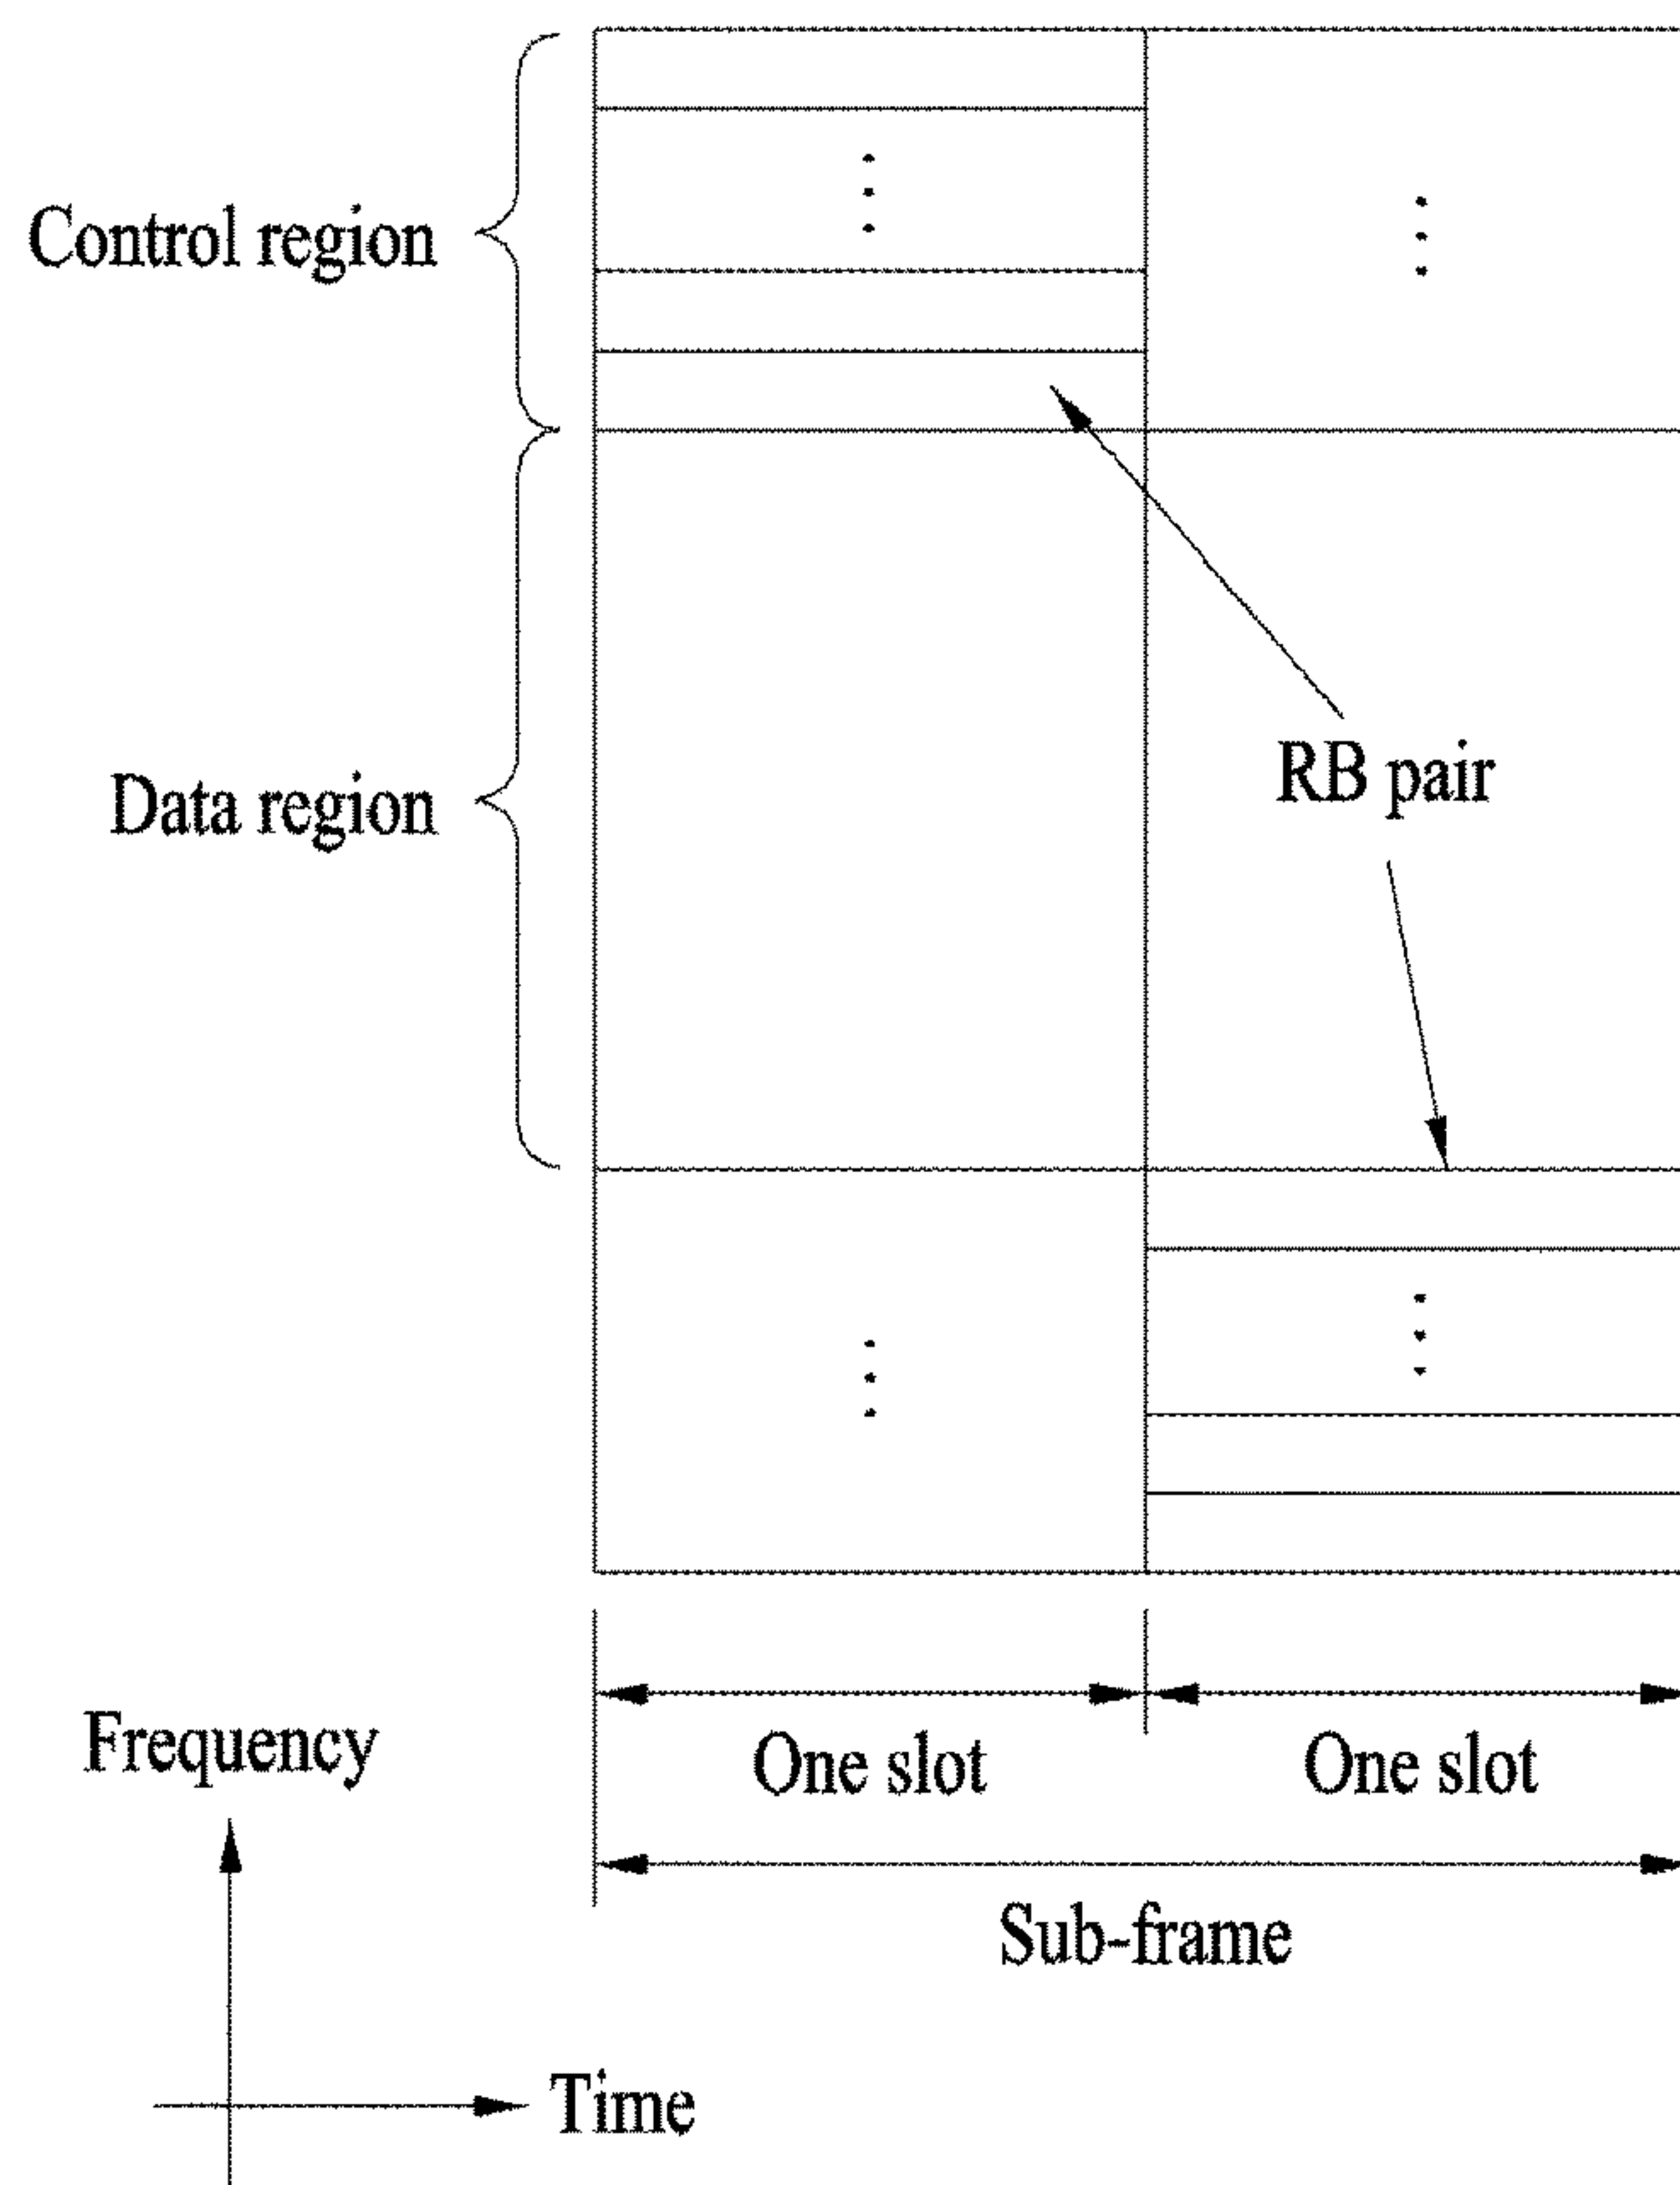 Control region
Data region
RB pair
Frequency
One slot
One slot
Sub-frame
Time